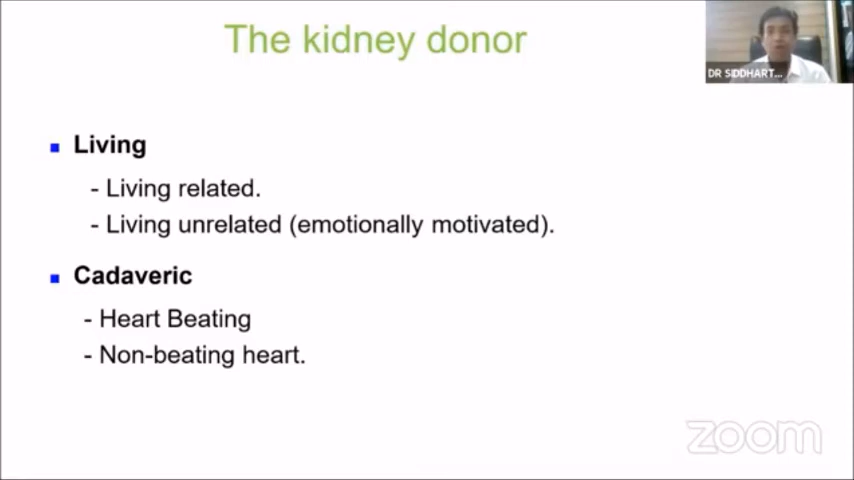 The kidney donor
DR SIDDHART...
Living
- Living related.
- Living unrelated (emotionally motivated).
Cadaveric
- Heart Beating
- Non-beating heart.
zoom